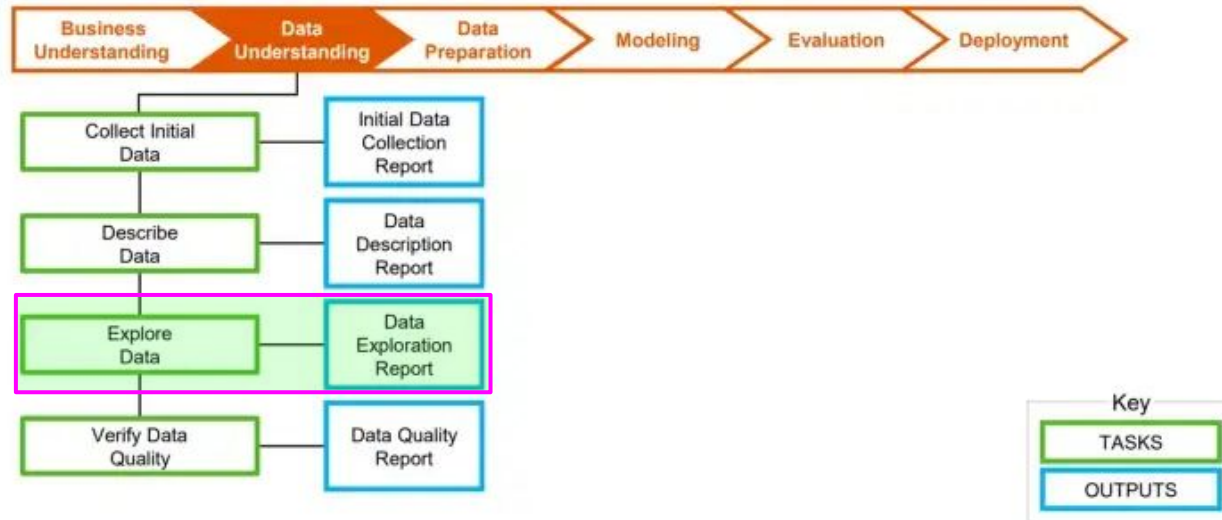 Business
Understanding
Data
Understanding
Data
Preparation
Modeling
Evaluation
Deployment
Collect Initial
Data
Initial Data
Collection
Report
Describe
Data
Data
Description
Report
Explore
Data
Data
Exploration
Report
Verify Data
Quality
Data Quality
Report
Key
TASKS
OUTPUTS